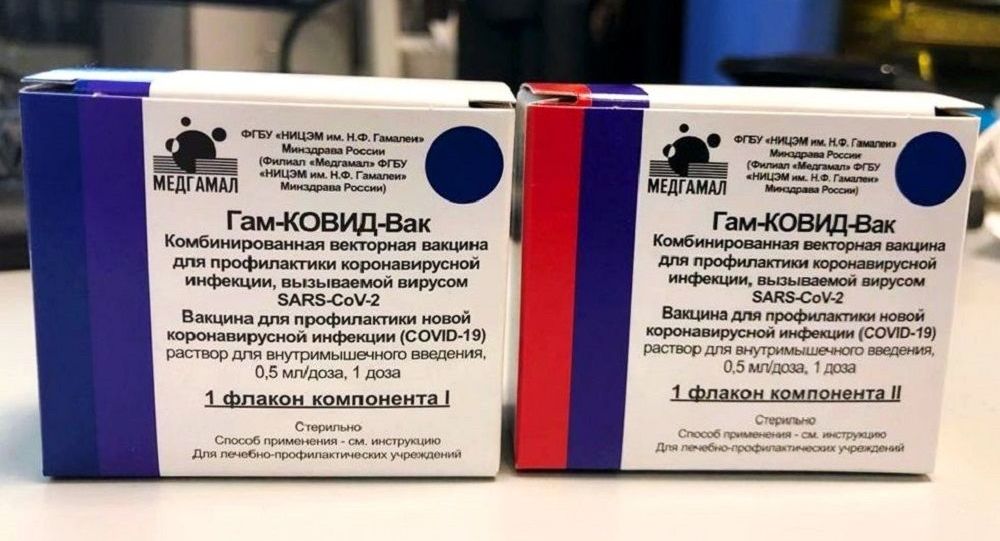 МЕДГАМАЛ
ФГБУ «НИЦЭМ им. Н.Ф. Гамалеи»
Минздрава России
(Филиал «Медгамал» ФГБУ
«НИЦЭМ им. Н.Ф. Гамалеи»
Минздрава России)
Гам-КОВИД-Вак
Комбинированная векторная вакцина
для профилактики коронавирусной
инфекции, вызываемой вирусом
SARS-CoV-2
Вакцина для профилактики новой
коронавирусной инфекции (COVID-19)
раствор для внутримышечного введения,
0,5 мл/доза, 1 доза
1 флакон компонента I
Стерильно
Способ применения - см. инструкцию
Для лечебно-профилактических учреждений
МЕДГАМАЛ
ФГБУ «НИЦЭМ им. Н.Ф. Гамалеи»
Минздрава России
(Филиал «Медгамал» ФГБУ
«НИЦЭМ им. Н.Ф. Гамалеи»
Минздрава России)
Гам-КОВИД-Вак
Комбинированная векторная вакцина
для профилактики коронавирусной
инфекции, вызываемой вирусом
SARS-CoV-2
Вакцина для профилактики новой
коронавирусной инфекции (COVID-19)
раствор для внутримышечного введения,
0,5 мл/доза, 1 доза
1 флакон компонента II
Стерильно
Способ применения - см. инструкцию
Для лечебно-профилактических учреждений